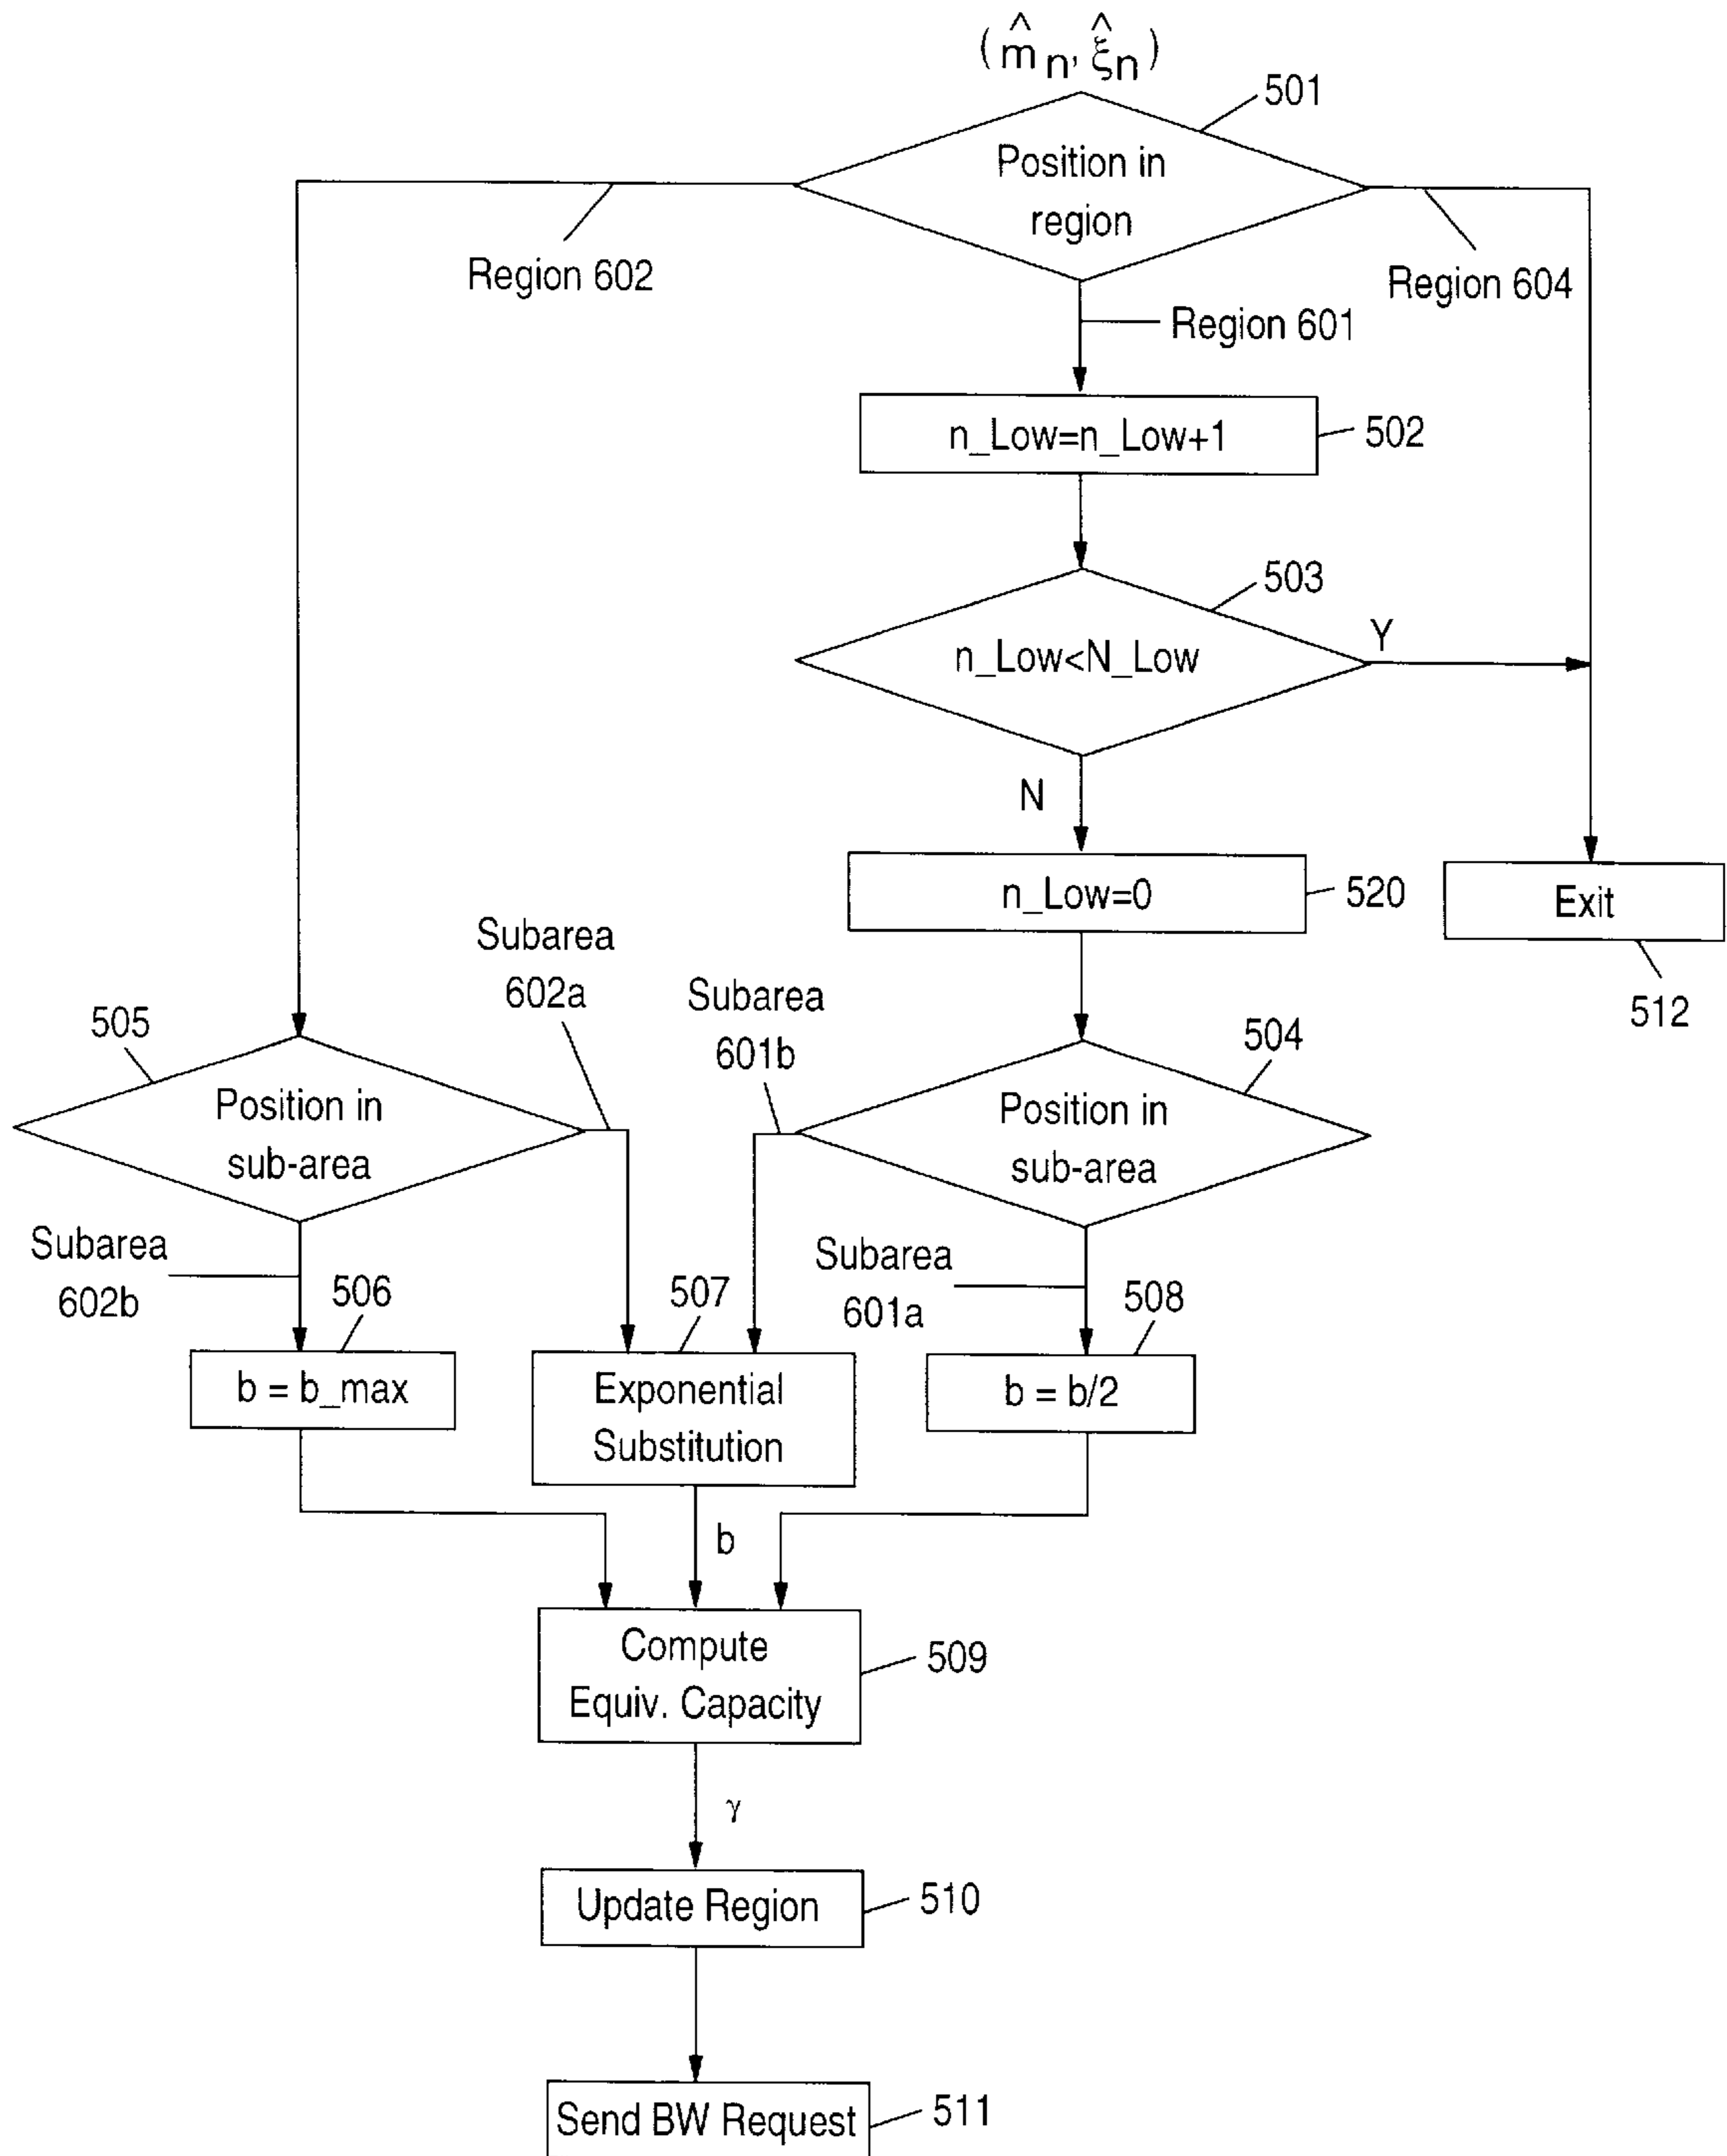 (m̂n, ξ̂n)
501
Position in
region
Region 602
Region 604
Region 601
n_Low=n_Low+1
502
503
n_Low<N_Low
Y
N
n_Low=0
520
Exit
512
Subarea
602a
Subarea
601b
505
504
Position in
sub-area
Position in
sub-area
Subarea
602b
506
507
Subarea
601a
508
b = b_max
Exponential
Substitution
b = b/2
b
Compute
Equiv. Capacity
509
γ
Update Region
510
Send BW Request
511